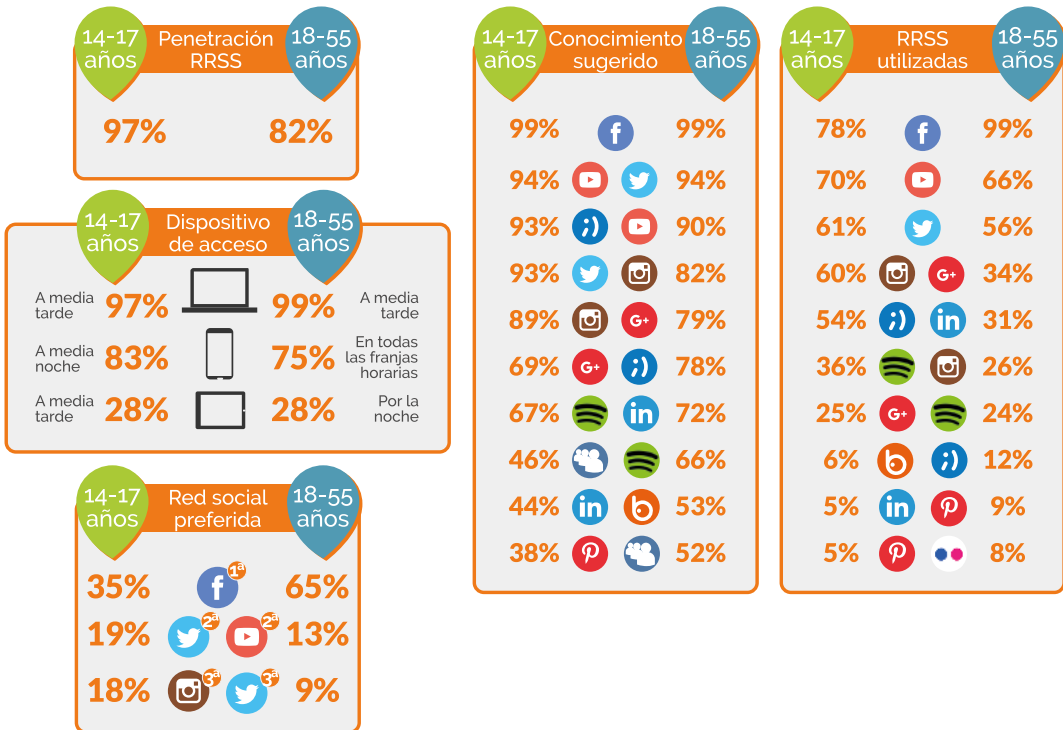 14-17 años
Penetración RRSS
18-55 años
97% 82%
14-17 años
Dispositivo de acceso
18-55 años
A media tarde 97% 99% A media tarde
A media noche 83% 75% En todas las franjas horarias
A media tarde 28% 28% Por la noche
14-17 años
Red social preferida
18-55 años
35% f 1ª 65%
19% 2ª 2ª 13%
18% 3ª 3ª 9%
14-17 años
Conocimiento sugerido
18-55 años
99% f 99%
94% 94%
93% ;) 90%
93% 82%
89% G+ 79%
69% G+ ;) 78%
67% in 72%
46% 66%
44% in b 53%
38% 52%
14-17 años
RRSS utilizadas
18-55 años
78% f 99%
70% 66%
61% 56%
60% G+ 34%
54% ;) in 31%
36% 26%
25% G+ 24%
6% b ;) 12%
5% in 9%
5% 8%